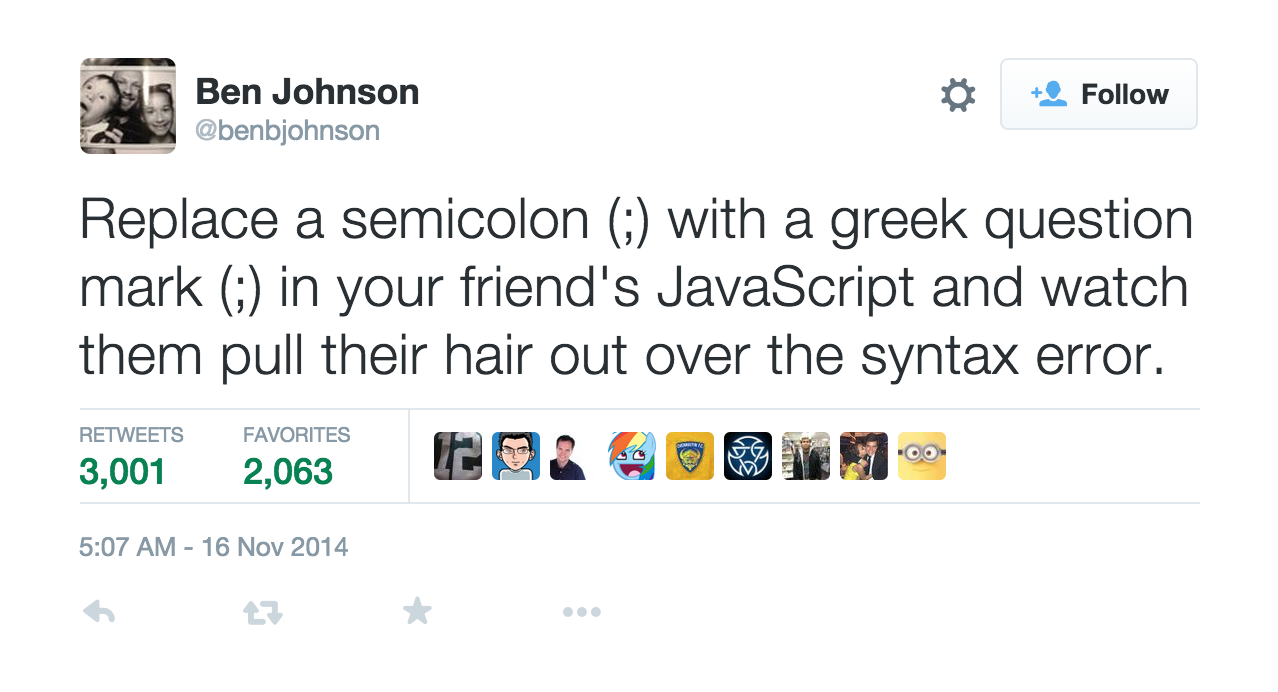 Ben Johnson
@benbjohnson
Follow
Replace a semicolon (;) with a greek question
mark (;) in your friend's JavaScript and watch
them pull their hair out over the syntax error.
RETWEETS
FAVORITES
3,001
2,063
12
5:07 AM - 16 Nov 2014